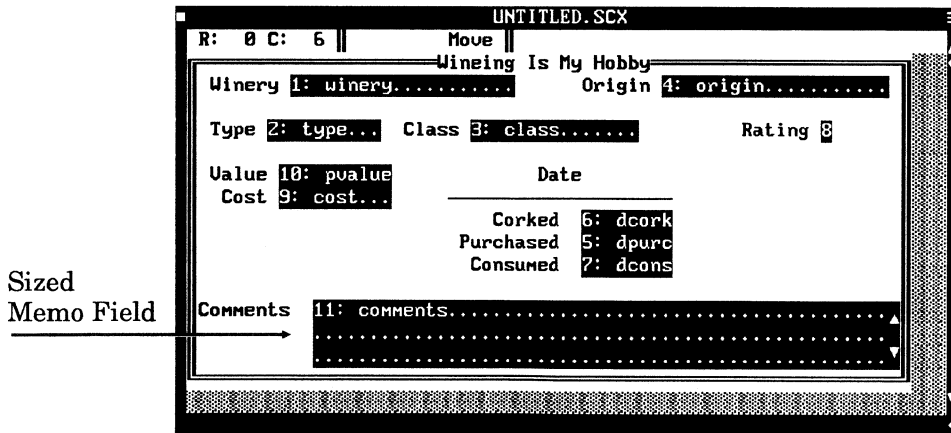 UNTITLED.SCX
R: 0 C: 6 Move
Wineing Is My Hobby
Winery 1: winery........... Origin 4: origin...........
Type 2: type... Class 3: class....... Rating 8
Value 10: pvalue Date
Cost 9: cost...
Corked 6: dcork
Purchased 5: dpurc
Consumed 7: dcons
Sized
Memo Field
Comments 11: comments......................................
...................................................
...................................................